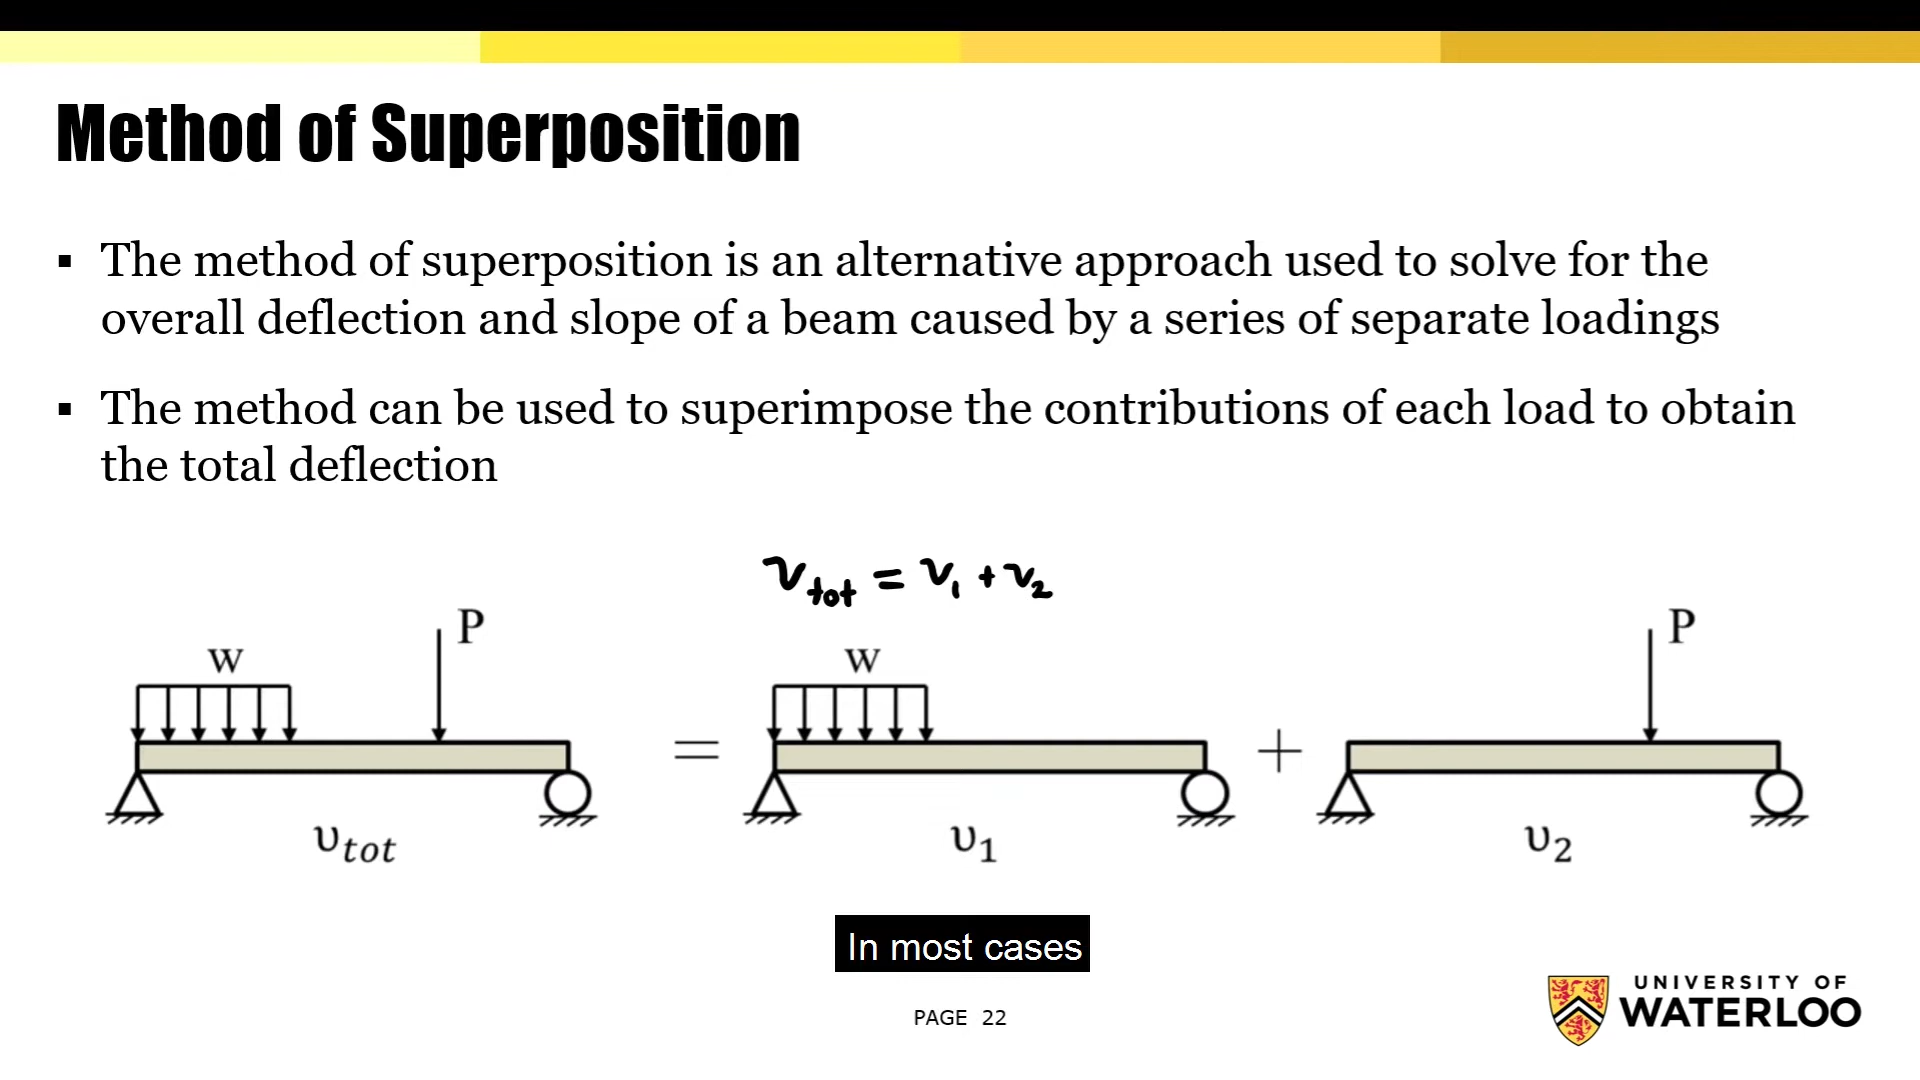 Method of Superposition
▪ The method of superposition is an alternative approach used to solve for the
overall deflection and slope of a beam caused by a series of separate loadings
▪ The method can be used to superimpose the contributions of each load to obtain
the total deflection
v_tot = v_1 + v_2
P
w
w
P
=
+
υ_tot
υ_1
υ_2
In most cases
PAGE 22
UNIVERSITY OF
WATERLOO